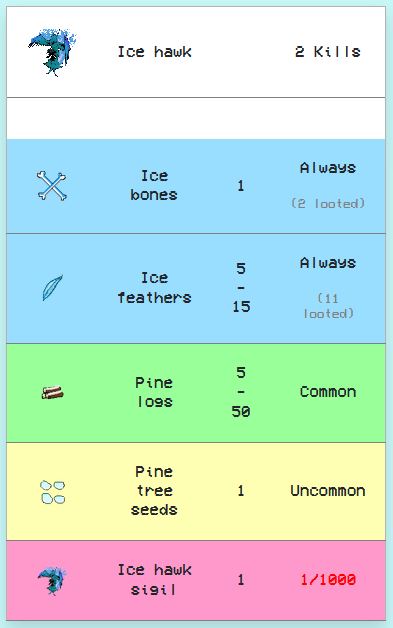 Ice hawk 2 Kills
Ice bones 1 Always
(2 looted)
Ice feathers 5 - 15 Always
(11 looted)
Pine logs 5 - 50 Common
Pine tree seeds 1 Uncommon
Ice hawk sigil 1 1/1000